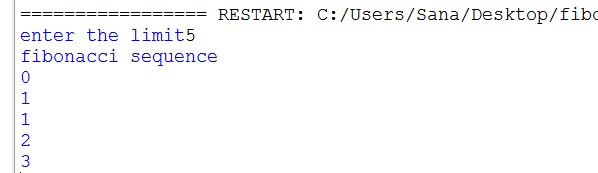 ================= RESTART: C:/Users/Sana/Desktop/fibo
enter the limit5
fibonacci sequence
0
1
1
2
3